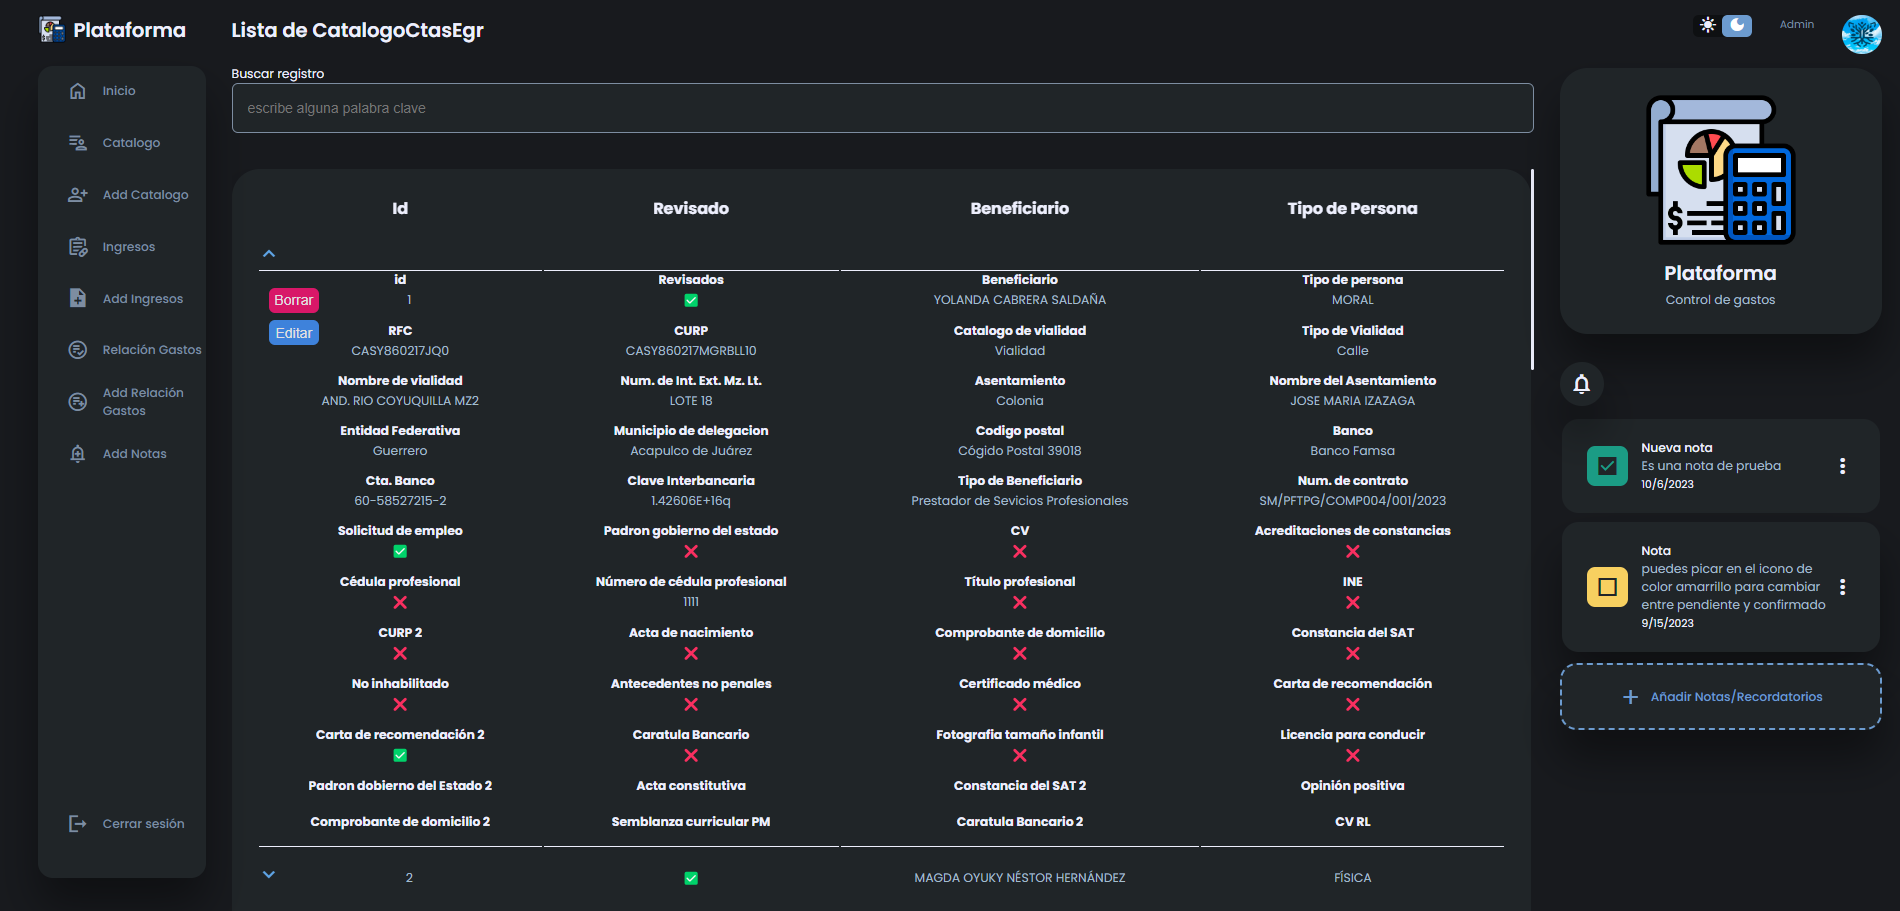 Plataforma
Lista de CatalogoCtasEgr
Admin
Inicio
Catalogo
Add Catalogo
Ingresos
Add Ingresos
Relación Gastos
Add Relación
Gastos
Add Notas
Cerrar sesión
Buscar registro
escribe alguna palabra clave
Id Revisado Beneficiario Tipo de Persona
id Revisados Beneficiario Tipo de persona
Borrar 1 YOLANDA CABRERA SALDAÑA MORAL
Editar RFC CURP Catalogo de vialidad Tipo de Vialidad
CASY860217JQ0 CASY860217MGRBLL10 Vialidad Calle
Nombre de vialidad Num. de Int. Ext. Mz. Lt. Asentamiento Nombre del Asentamiento
AND. RIO COYUQUILLA MZ2 LOTE 18 Colonia JOSE MARIA IZAZAGA
Entidad Federativa Municipio de delegacion Codigo postal Banco
Guerrero Acapulco de Juárez Cógido Postal 39018 Banco Famsa
Cta. Banco Clave Interbancaria Tipo de Beneficiario Num. de contrato
60-58527215-2 1.42606E+16q Prestador de Sevicios Profesionales SM/PFTPG/COMP004/001/2023
Solicitud de empleo Padron gobierno del estado CV Acreditaciones de constancias
Cédula profesional Número de cédula profesional Título profesional INE
1111
CURP 2 Acta de nacimiento Comprobante de domicilio Constancia del SAT
No inhabilitado Antecedentes no penales Certificado médico Carta de recomendación
Carta de recomendación 2 Caratula Bancario Fotografia tamaño infantil Licencia para conducir
Padron dobierno del Estado 2 Acta constitutiva Constancia del SAT 2 Opinión positiva
Comprobante de domicilio 2 Semblanza curricular PM Caratula Bancario 2 CV RL
2 MAGDA OYUKY NÉSTOR HERNÁNDEZ FÍSICA
$
Plataforma
Control de gastos
Nueva nota
Es una nota de prueba
10/6/2023
Nota
puedes picar en el icono de
color amarrillo para cambiar
entre pendiente y confirmado
9/15/2023
Añadir Notas/Recordatorios